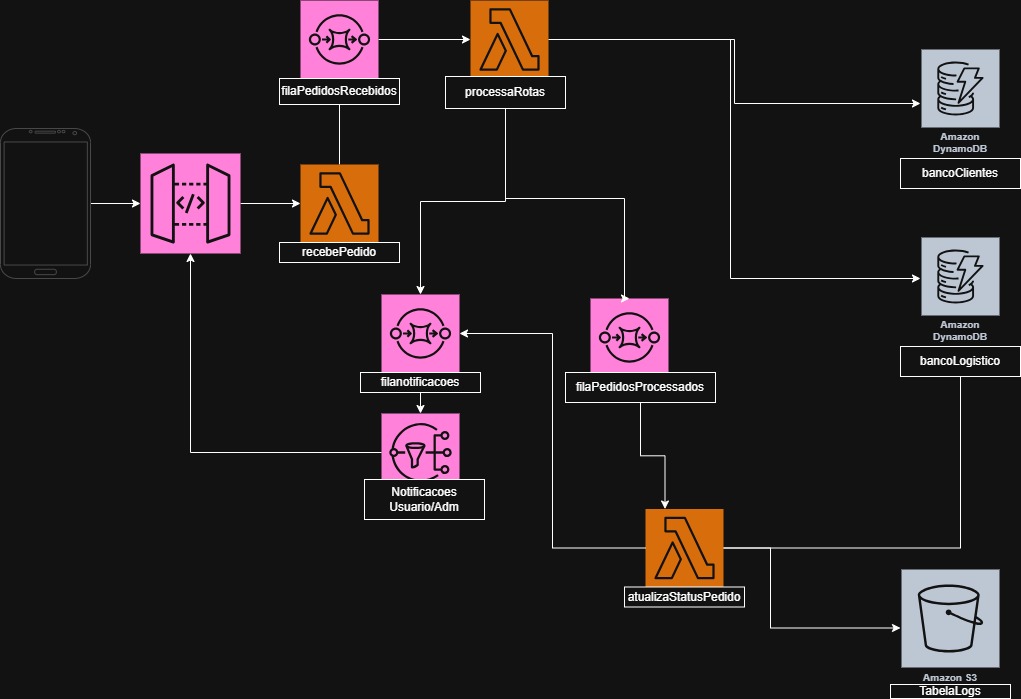 filaPedidosRecebidos
processaRotas
Amazon
DynamoDB
bancoClientes
</>
recebePedido
Amazon
DynamoDB
bancoLogistico
filanotificacoes
filaPedidosProcessados
Notificacoes
Usuario/Adm
atualizaStatusPedido
Amazon S3
TabelaLogs